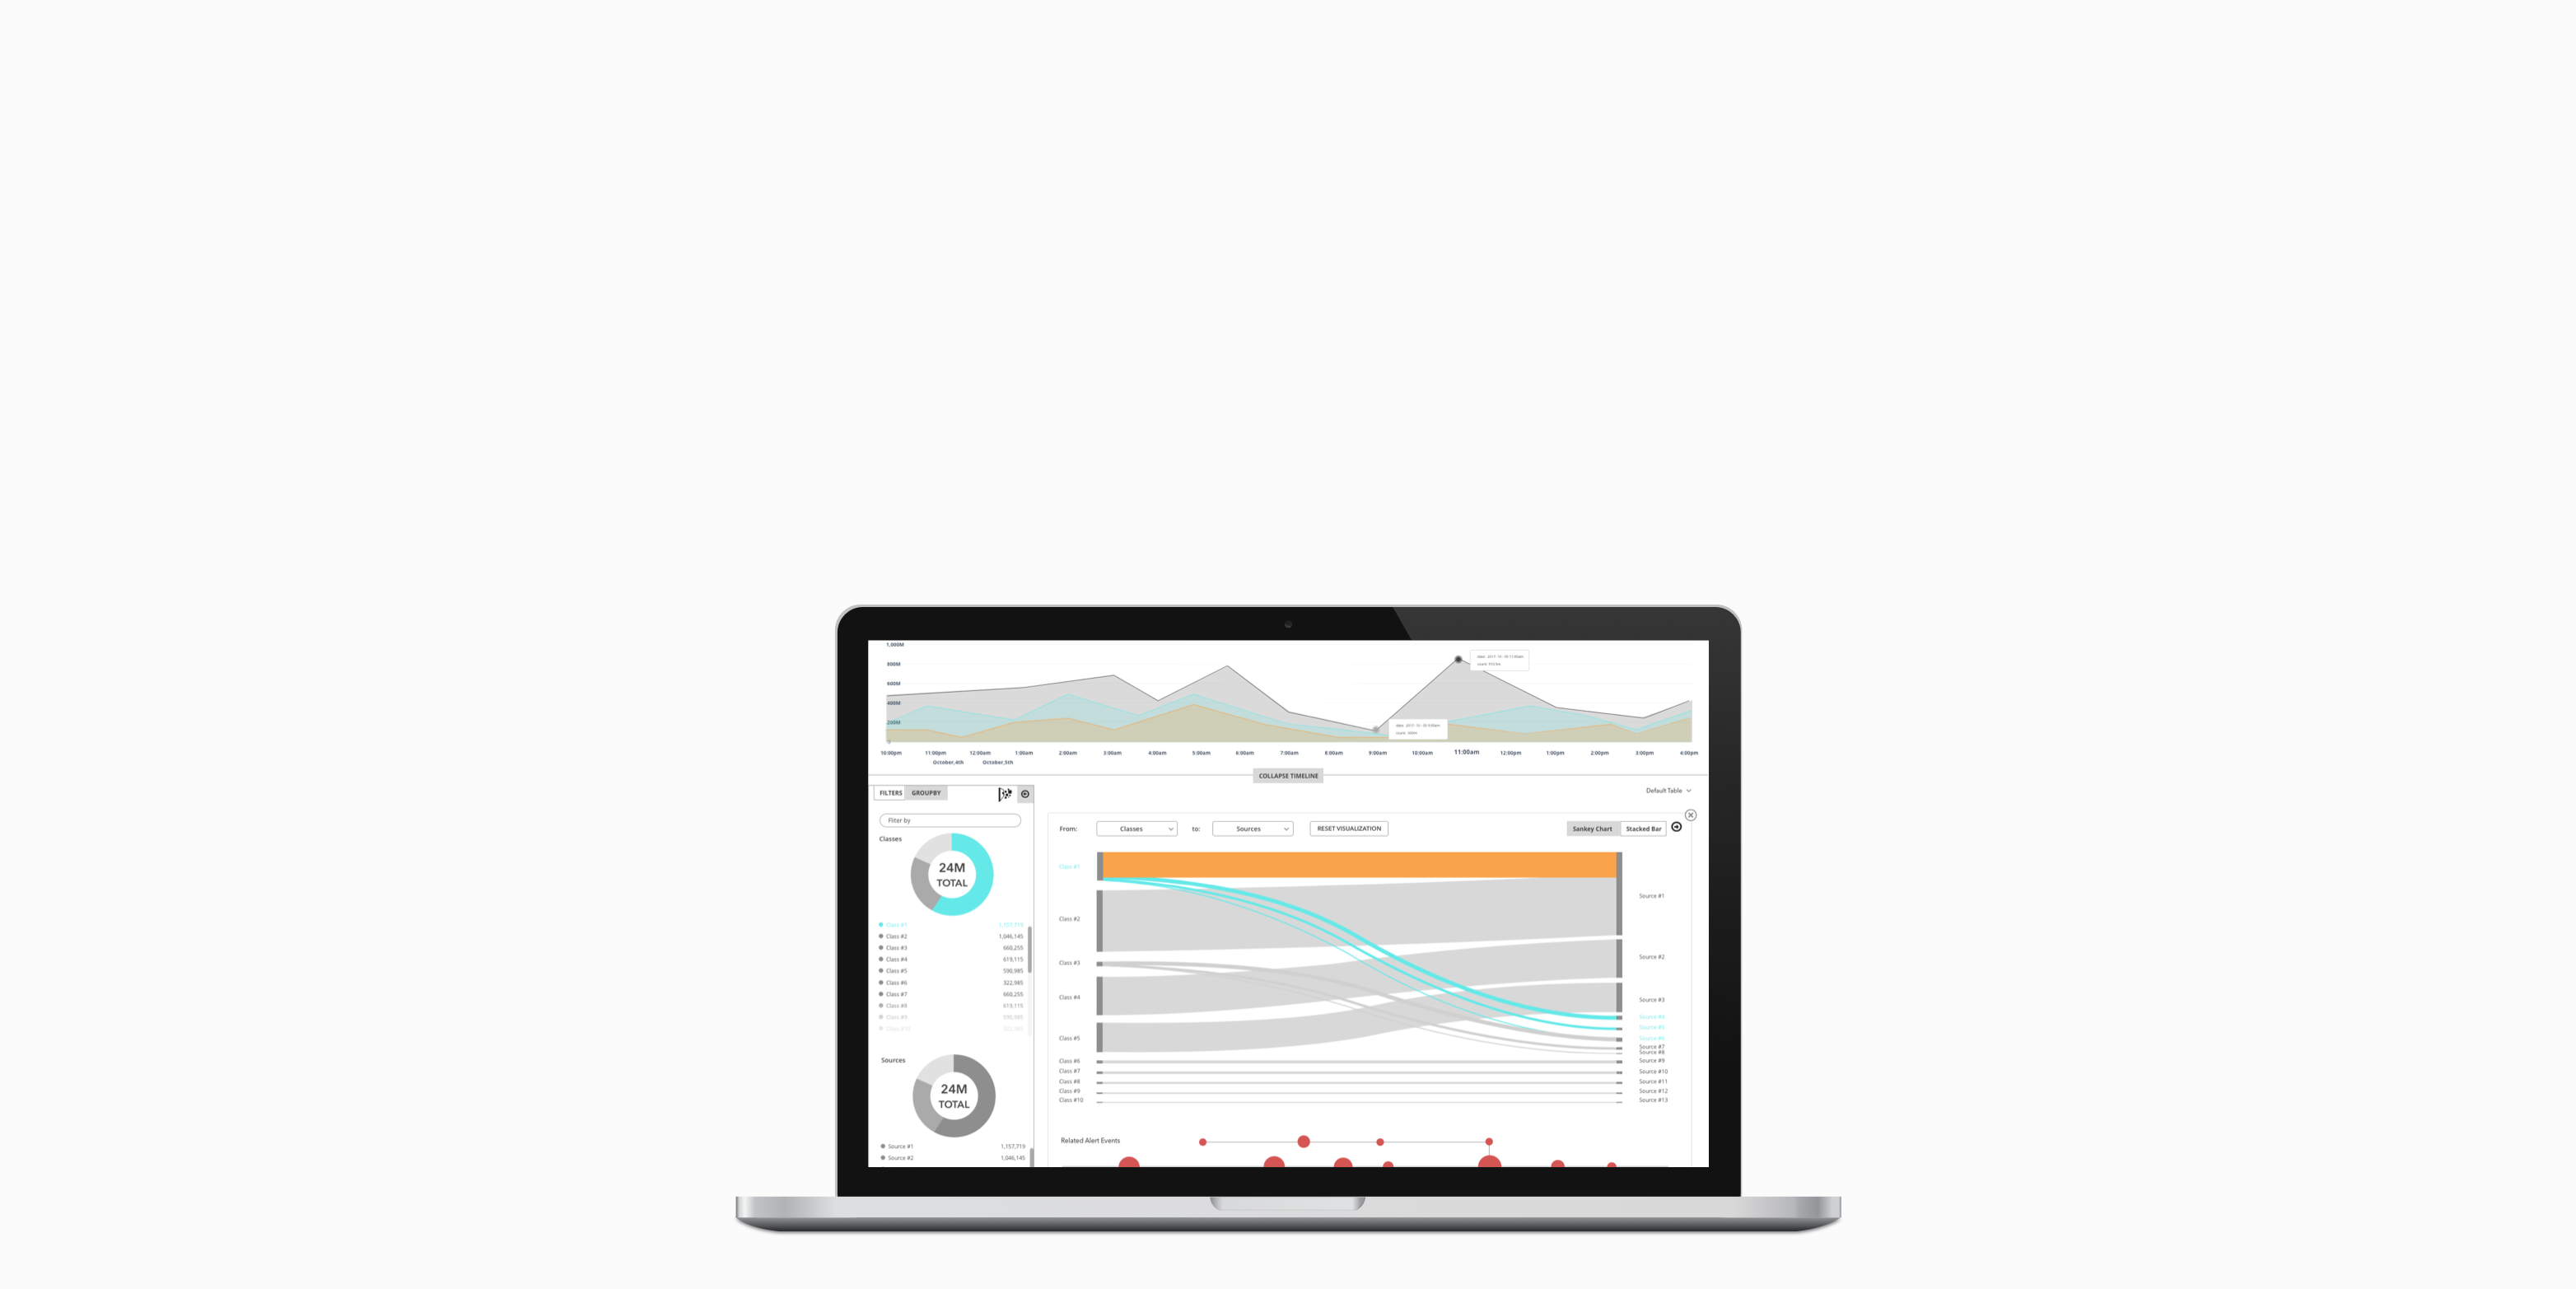 1,000M
800M
600M
400M
200M
0
10:00pm 11:00pm 12:00am 1:00am 2:00am 3:00am 4:00am 5:00am 6:00am 7:00am 8:00am 9:00am 10:00am 11:00am 12:00pm 1:00pm 2:00pm 3:00pm 4:00pm
October,4th October,5th
COLLAPSE TIMELINE
FILTERS GROUPBY
Default Table
Filter by
Classes
24M
TOTAL
Class #1 1,157,719
Class #2 1,046,145
Class #3 668,255
Class #4 619,115
Class #5 590,985
Class #6 322,985
Class #7 668,255
Class #8 619,115
Class #9 590,985
Class #10 322,985
Sources
24M
TOTAL
Source #1 1,157,719
Source #2 1,046,145
From: Classes to: Sources RESET VISUALIZATION Sankey Chart Stacked Bar
Class #1
Class #2
Class #3
Class #4
Class #5
Class #6
Class #7
Class #8
Class #9
Class #10
Source #1
Source #2
Source #3
Source #4
Source #5
Source #6
Source #7
Source #8
Source #9
Source #10
Source #11
Source #12
Source #13
Related Alert Events